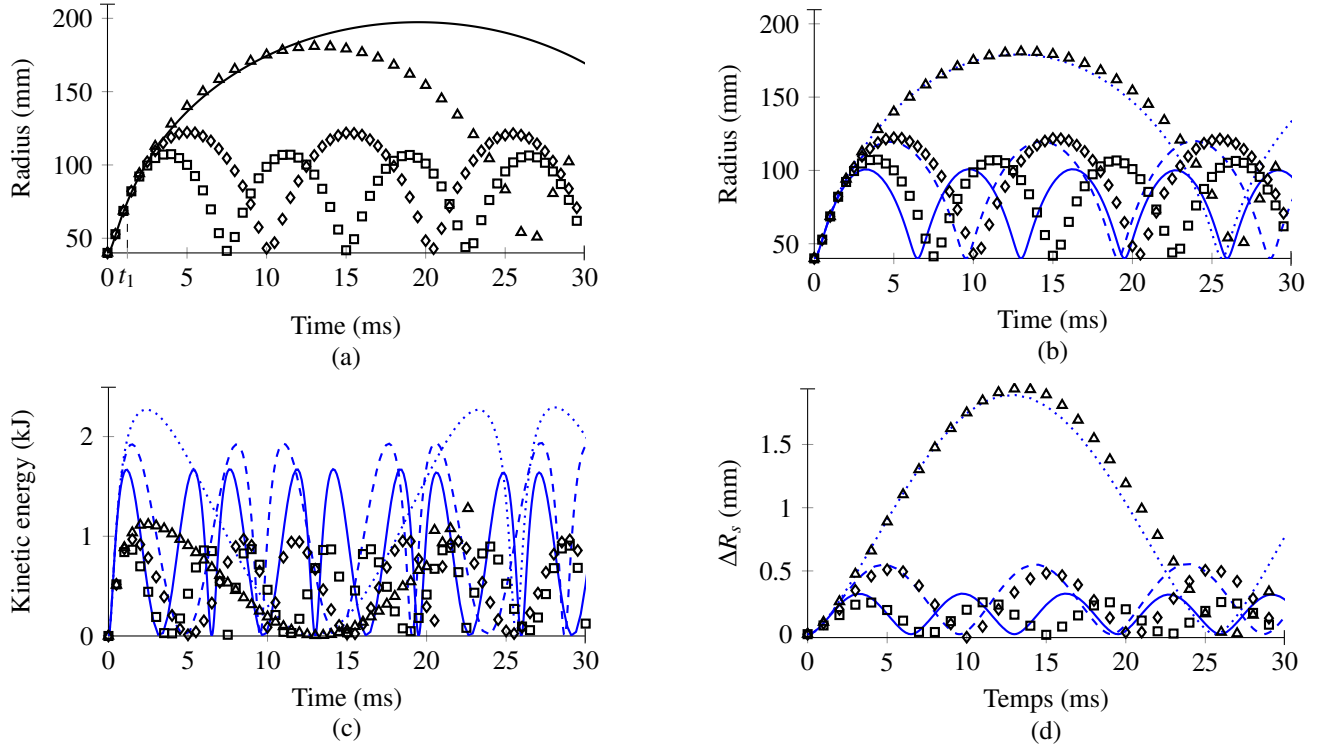 200
150
100
50
Radius (mm)
0 t1 5 10 15 20 25 30
Time (ms)
(a)
200
150
100
50
Radius (mm)
0 5 10 15 20 25 30
Time (ms)
(b)
2
1
0
Kinetic energy (kJ)
0 5 10 15 20 25 30
Time (ms)
(c)
1.5
1
0.5
0
ΔRs (mm)
0 5 10 15 20 25 30
Temps (ms)
(d)